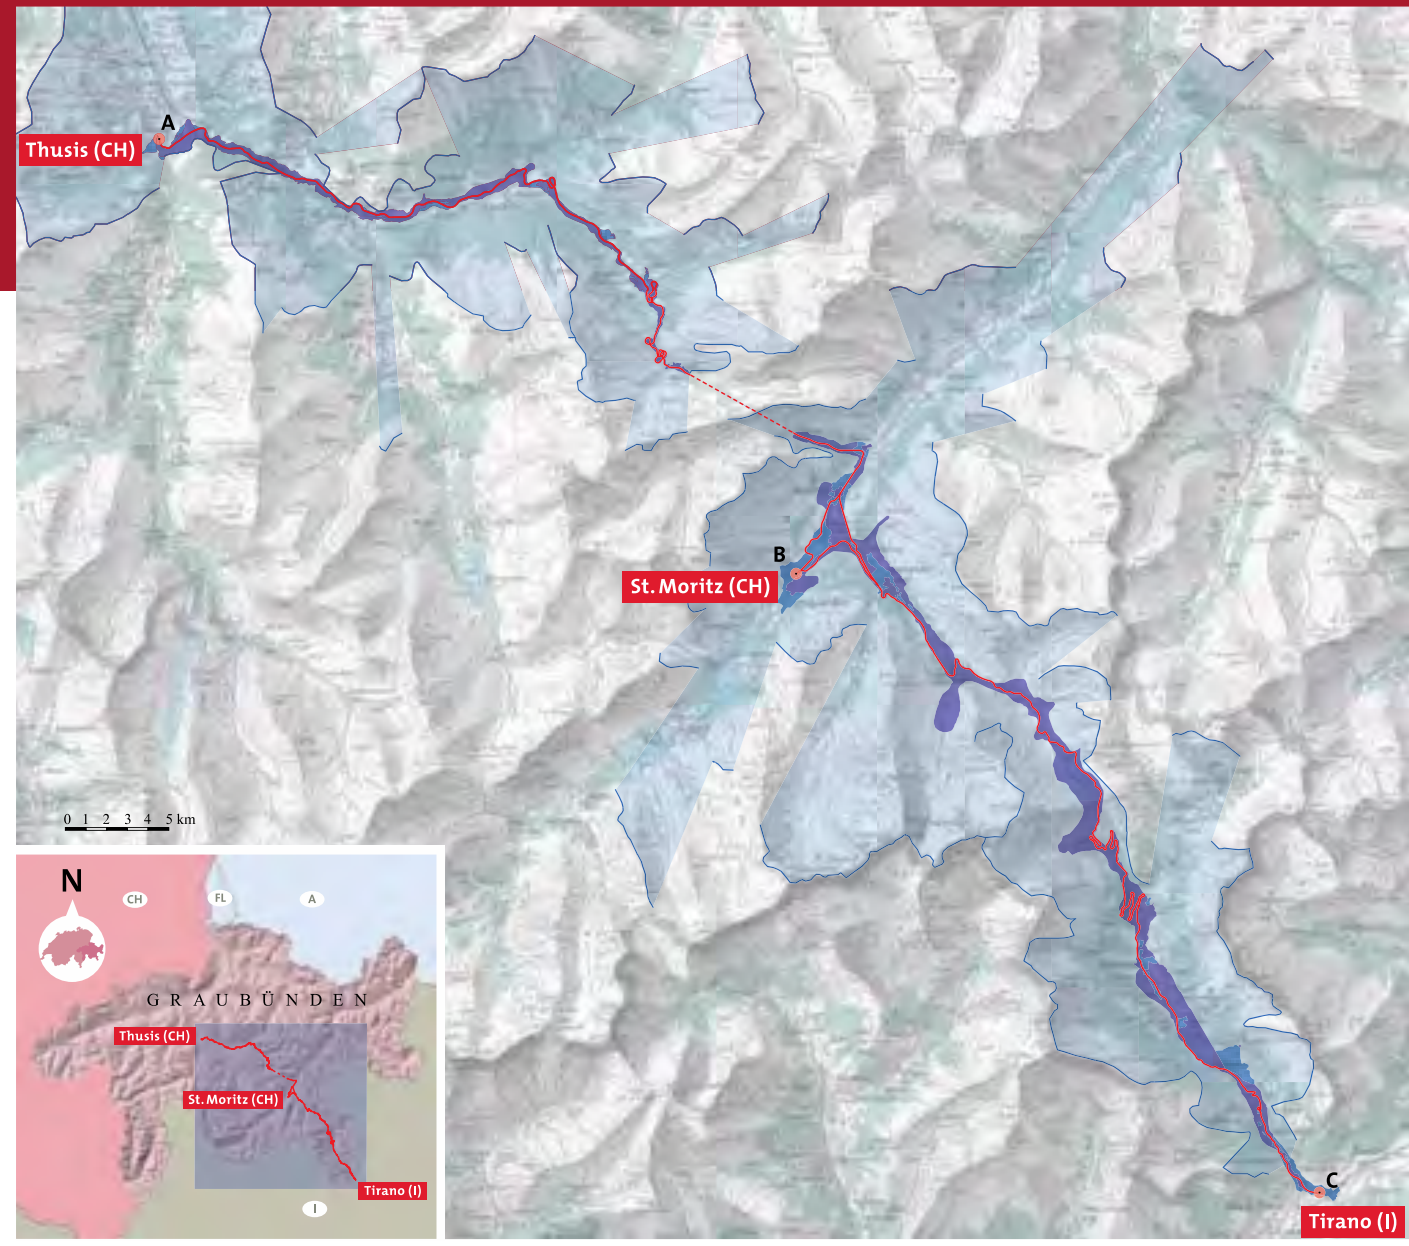 A
Thusis (CH)
B
St. Moritz (CH)
0 1 2 3 4 5 km
N
CH
FL
A
GRAUBÜNDEN
Thusis (CH)
St. Moritz (CH)
Tirano (I)
I
C
Tirano (I)